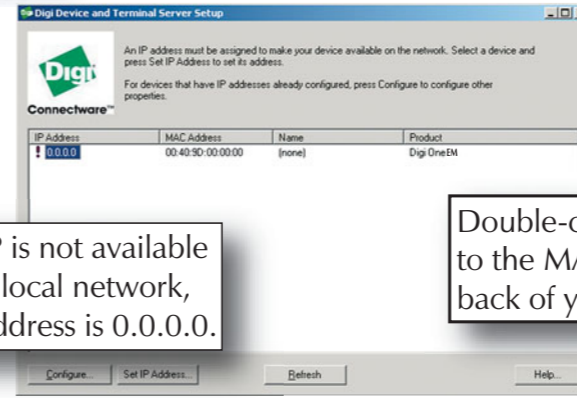 Digi Device and Terminal Server Setup
Digi
Connectware™
An IP address must be assigned to make your device available on the network. Select a device and
press Set IP Address to set its address.
For devices that have IP addresses already configured, press Configure to configure other
properties.
IP Address MAC Address Name Product
! 0.0.0.0 00:40:9D:00:00:00 (none) Digi One EM
is not available
local network,
address is 0.0.0.0.
to the
back of
Configure... Set IP Address... Refresh Help...